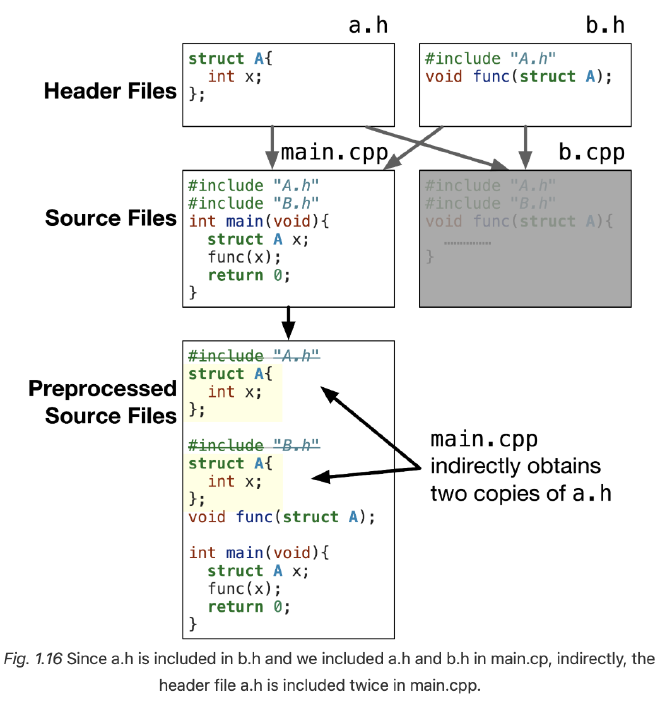 a.h
b.h
Header Files
struct A{
int x;
};
#include "A.h"
void func(struct A);
main.cpp
b.cpp
Source Files
#include "A.h"
#include "B.h"
int main(void){
struct A x;
func(x);
return 0;
}
#include "A.h"
#include "B.h"
void func(struct A){
..............
}
Preprocessed
Source Files
#include "A.h"
struct A{
int x;
};
#include "B.h"
struct A{
int x;
};
void func(struct A);
int main(void){
struct A x;
func(x);
return 0;
}
main.cpp
indirectly obtains
two copies of a.h
Fig. 1.16 Since a.h is included in b.h and we included a.h and b.h in main.cp, indirectly, the
header file a.h is included twice in main.cpp.